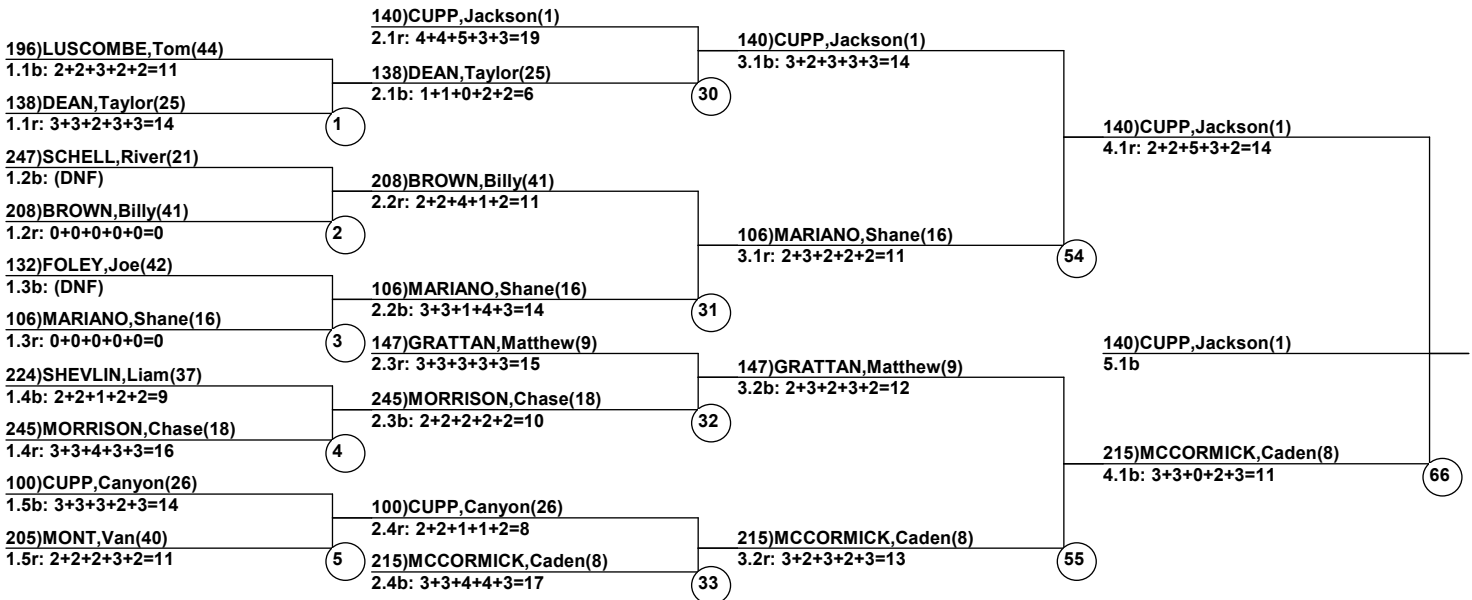 196)LUSCOMBE,Tom(44)
1.1b: 2+2+3+2+2=11
138)DEAN,Taylor(25)
1.1r: 3+3+2+3+3=14
1
247)SCHELL,River(21)
1.2b: (DNF)
208)BROWN,Billy(41)
1.2r: 0+0+0+0+0=0
2
132)FOLEY,Joe(42)
1.3b: (DNF)
106)MARIANO,Shane(16)
1.3r: 0+0+0+0+0=0
3
224)SHEVLIN,Liam(37)
1.4b: 2+2+1+2+2=9
245)MORRISON,Chase(18)
1.4r: 3+3+4+3+3=16
4
100)CUPP,Canyon(26)
1.5b: 3+3+3+2+3=14
205)MONT,Van(40)
1.5r: 2+2+2+3+2=11
5
140)CUPP,Jackson(1)
2.1r: 4+4+5+3+3=19
138)DEAN,Taylor(25)
2.1b: 1+1+0+2+2=6
30
208)BROWN,Billy(41)
2.2r: 2+2+4+1+2=11
106)MARIANO,Shane(16)
2.2b: 3+3+1+4+3=14
31
147)GRATTAN,Matthew(9)
2.3r: 3+3+3+3+3=15
245)MORRISON,Chase(18)
2.3b: 2+2+2+2+2=10
32
100)CUPP,Canyon(26)
2.4r: 2+2+1+1+2=8
215)MCCORMICK,Caden(8)
2.4b: 3+3+4+4+3=17
33
140)CUPP,Jackson(1)
3.1b: 3+2+3+3+3=14
106)MARIANO,Shane(16)
3.1r: 2+3+2+2+2=11
54
147)GRATTAN,Matthew(9)
3.2b: 2+3+2+3+2=12
215)MCCORMICK,Caden(8)
3.2r: 3+2+3+2+3=13
55
140)CUPP,Jackson(1)
4.1r: 2+2+5+3+2=14
215)MCCORMICK,Caden(8)
4.1b: 3+3+0+2+3=11
66
140)CUPP,Jackson(1)
5.1b